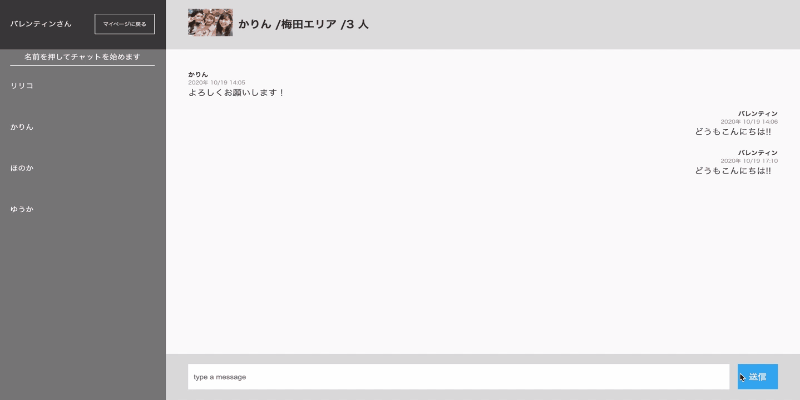 バレンティンさん
マイページに戻る
名前を押してチャットを始めます
リリコ
かりん
ほのか
ゆうか
かりん /梅田エリア /3 人
かりん
2020年 10/19 14:05
よろしくお願いします！
バレンティン
2020年 10/19 14:06
どうもこんにちは!!
バレンティン
2020年 10/19 17:10
どうもこんにちは!!
type a message
送信